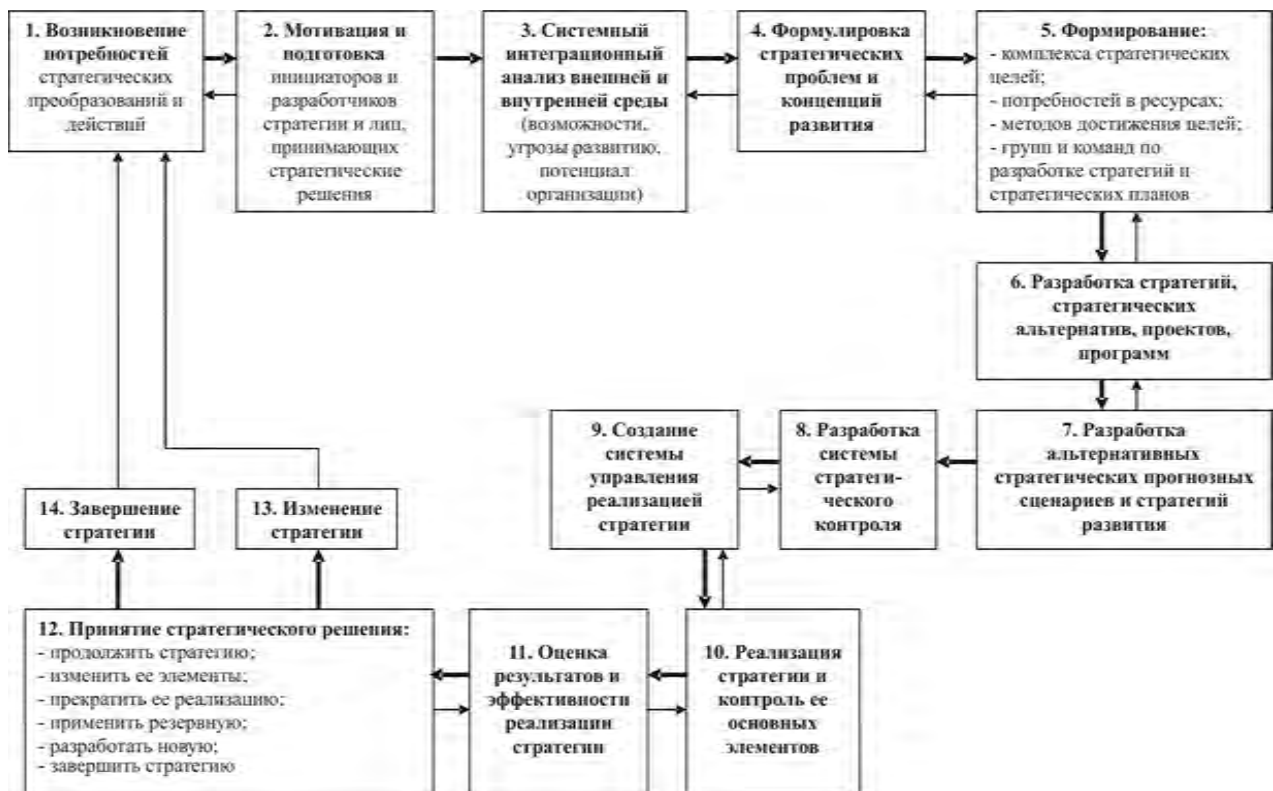 1. Возникновение
потребностей
стратегических
преобразований и
действий
2. Мотивация и
подготовка
инициаторов и
разработчиков
стратегии и лиц,
принимающих
стратегические
решения
3. Системный
интеграционный
анализ внешней и
внутренней среды
(возможности,
угрозы развитию,
потенциал
организации)
4. Формулировка
стратегических
проблем и
концепций
развития
5. Формирование:
- комплекса стратегических
целей;
- потребностей в ресурсах;
- методов достижения целей;
- групп и команд по
разработке стратегий и
стратегических планов
6. Разработка стратегий,
стратегических
альтернатив, проектов,
программ
7. Разработка
альтернативных
стратегических прогнозных
сценариев и стратегий
развития
8. Разработка
системы
стратеги-
ческого
контроля
9. Создание
системы
управления
реализацией
стратегии
10. Реализация
стратегии и
контроль ее
основных
элементов
11. Оценка
результатов и
эффективности
реализации
стратегии
12. Принятие стратегического решения:
- продолжить стратегию;
- изменить ее элементы;
- прекратить ее реализацию;
- применить резервную;
- разработать новую;
- завершить стратегию
13. Изменение
стратегии
14. Завершение
стратегии